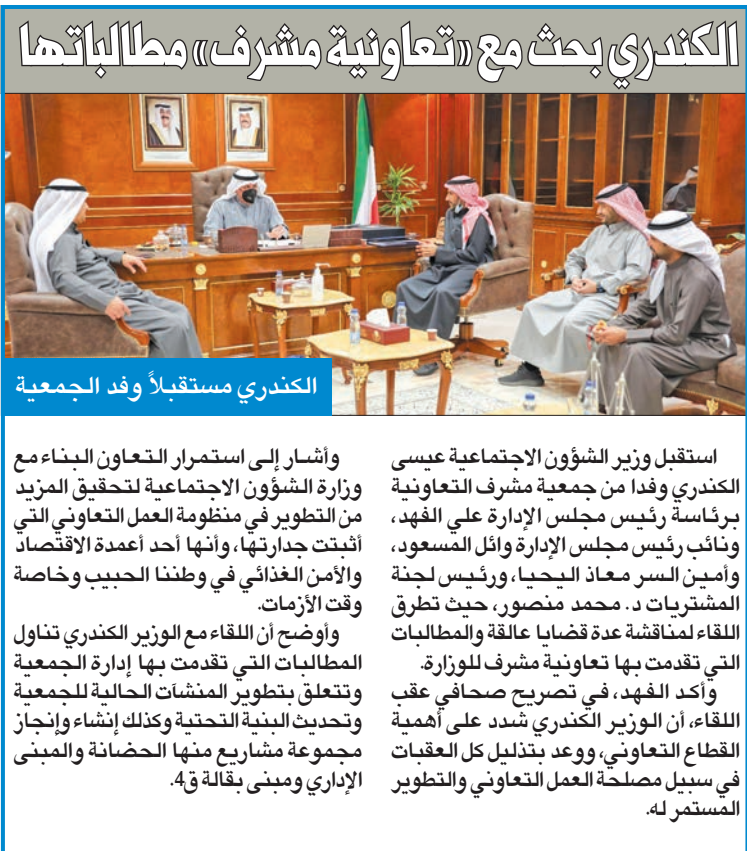 الكندري بحث مع «تعاونية مشرف» مطالباتها
الكندري مستقبلاً وفد الجمعية
استقبل وزير الشؤون الاجتماعية عيسى
الكندري وفدا من جمعية مشرف التعاونية
برئاسة رئيس مجلس الإدارة علي الفهد،
ونائب رئيس مجلس الإدارة وائل المسعود،
وأمين السر معاذ اليحيا، ورئيس لجنة
المشتريات د. محمد منصور، حيث تطرق
اللقاء لمناقشة عدة قضايا عالقة والمطالبات
التي تقدمت بها تعاونية مشرف للوزارة.
وأكد الفهد، في تصريح صحافي عقب
اللقاء، أن الوزير الكندري شدد على أهمية
القطاع التعاوني، ووعد بتذليل كل العقبات
في سبيل مصلحة العمل التعاوني والتطوير
المستمر له.
وأشار إلى استمرار التعاون البناء مع
وزارة الشؤون الاجتماعية لتحقيق المزيد
من التطوير في منظومة العمل التعاوني التي
أثبتت جدارتها، وأنها أحد أعمدة الاقتصاد
والأمن الغذائي في وطننا الحبيب وخاصة
وقت الأزمات.
وأوضح أن اللقاء مع الوزير الكندري تناول
المطالبات التي تقدمت بها إدارة الجمعية
وتتعلق بتطوير المنشآت الحالية للجمعية
وتحديث البنية التحتية وكذلك إنشاء وإنجاز
مجموعة مشاريع منها الحضانة والمبنى
الإداري ومبنى بقالة ق4.